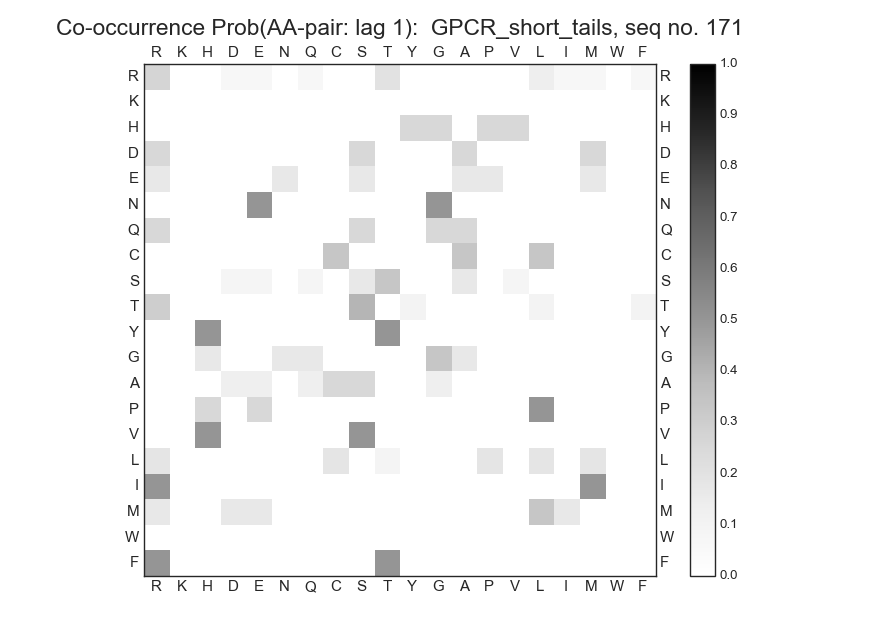 Co-occurrence Prob(AA-pair: lag 1):  GPCR_short_tails, seq no. 171
R K H D E N Q C S T Y G A P V L I M W F
R R 1.0
K K 0.9
H H
D D 0.8
E E
N N 0.7
Q Q 0.6
C C
S S 0.5
T T
Y Y
G G 0.4
A A
P P 0.3
V V
L L 0.2
I I
M M 0.1
W W
F F 0.0
R K H D E N Q C S T Y G A P V L I M W F